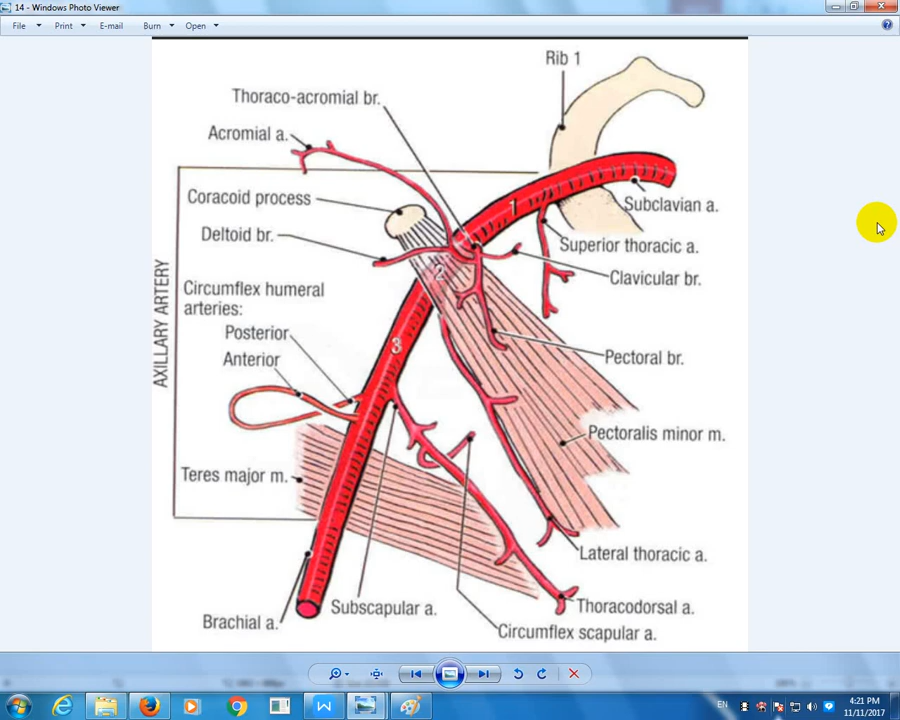 14 - Windows Photo Viewer
File Print E-mail Burn Open
Rib 1
Thoraco-acromial br.
Acromial a.
Coracoid process
Subclavian a.
Deltoid br.
Superior thoracic a.
1
2
3
Clavicular br.
Circumflex humeral
arteries:
Posterior
Anterior
AXILLARY ARTERY
Pectoral br.
Pectoralis minor m.
Teres major m.
Lateral thoracic a.
Subscapular a.
Thoracodorsal a.
Brachial a.
Circumflex scapular a.
EN
4:21 PM
11/11/2017